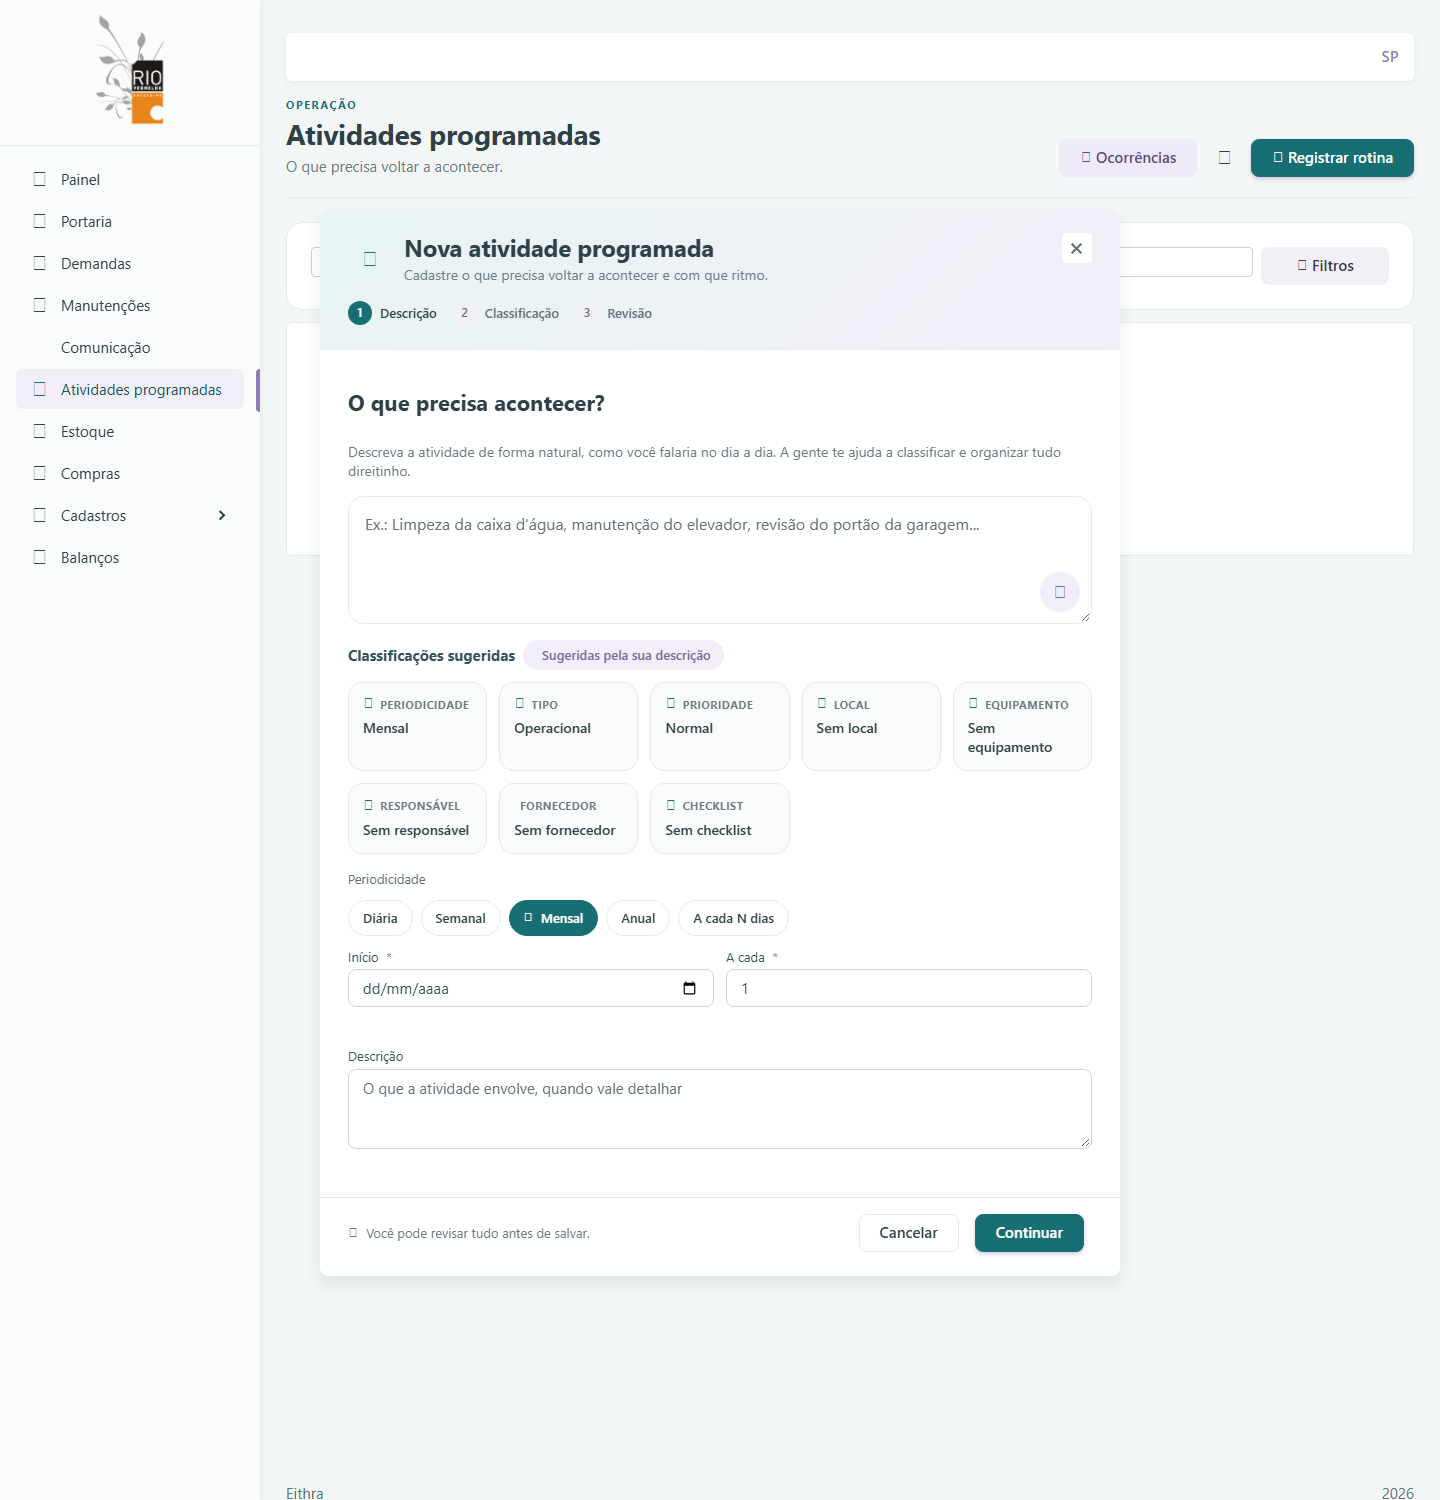 RIO
VERMELHO
EXCLUSIVE
Painel
Portaria
Demandas
Manutenções
Comunicação
Atividades programadas
Estoque
Compras
Cadastros
Balanços
SP
OPERAÇÃO
Atividades programadas
O que precisa voltar a acontecer.
Ocorrências
Registrar rotina
Filtros
Nova atividade programada
Cadastre o que precisa voltar a acontecer e com que ritmo.
1 Descrição 2 Classificação 3 Revisão
O que precisa acontecer?
Descreva a atividade de forma natural, como você falaria no dia a dia. A gente te ajuda a classificar e organizar tudo
direitinho.
Ex.: Limpeza da caixa d'água, manutenção do elevador, revisão do portão da garagem...
Classificações sugeridas Sugeridas pela sua descrição
PERIODICIDADE
Mensal
TIPO
Operacional
PRIORIDADE
Normal
LOCAL
Sem local
EQUIPAMENTO
Sem
equipamento
RESPONSÁVEL
Sem responsável
FORNECEDOR
Sem fornecedor
CHECKLIST
Sem checklist
Periodicidade
Diária Semanal Mensal Anual A cada N dias
Início *
dd/mm/aaaa
A cada *
1
Descrição
O que a atividade envolve, quando vale detalhar
Você pode revisar tudo antes de salvar.
Cancelar
Continuar
Eithra
2026